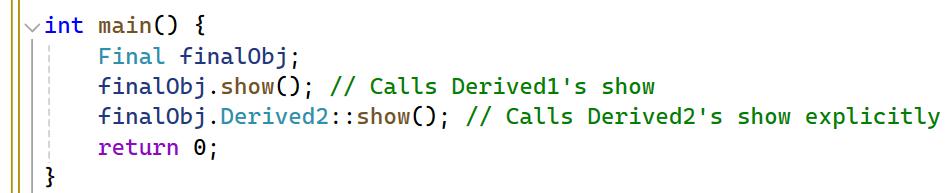 int main() {
    Final finalObj;
    finalObj.show(); // Calls Derived1's show
    finalObj.Derived2::show(); // Calls Derived2's show explicitly
    return 0;
}